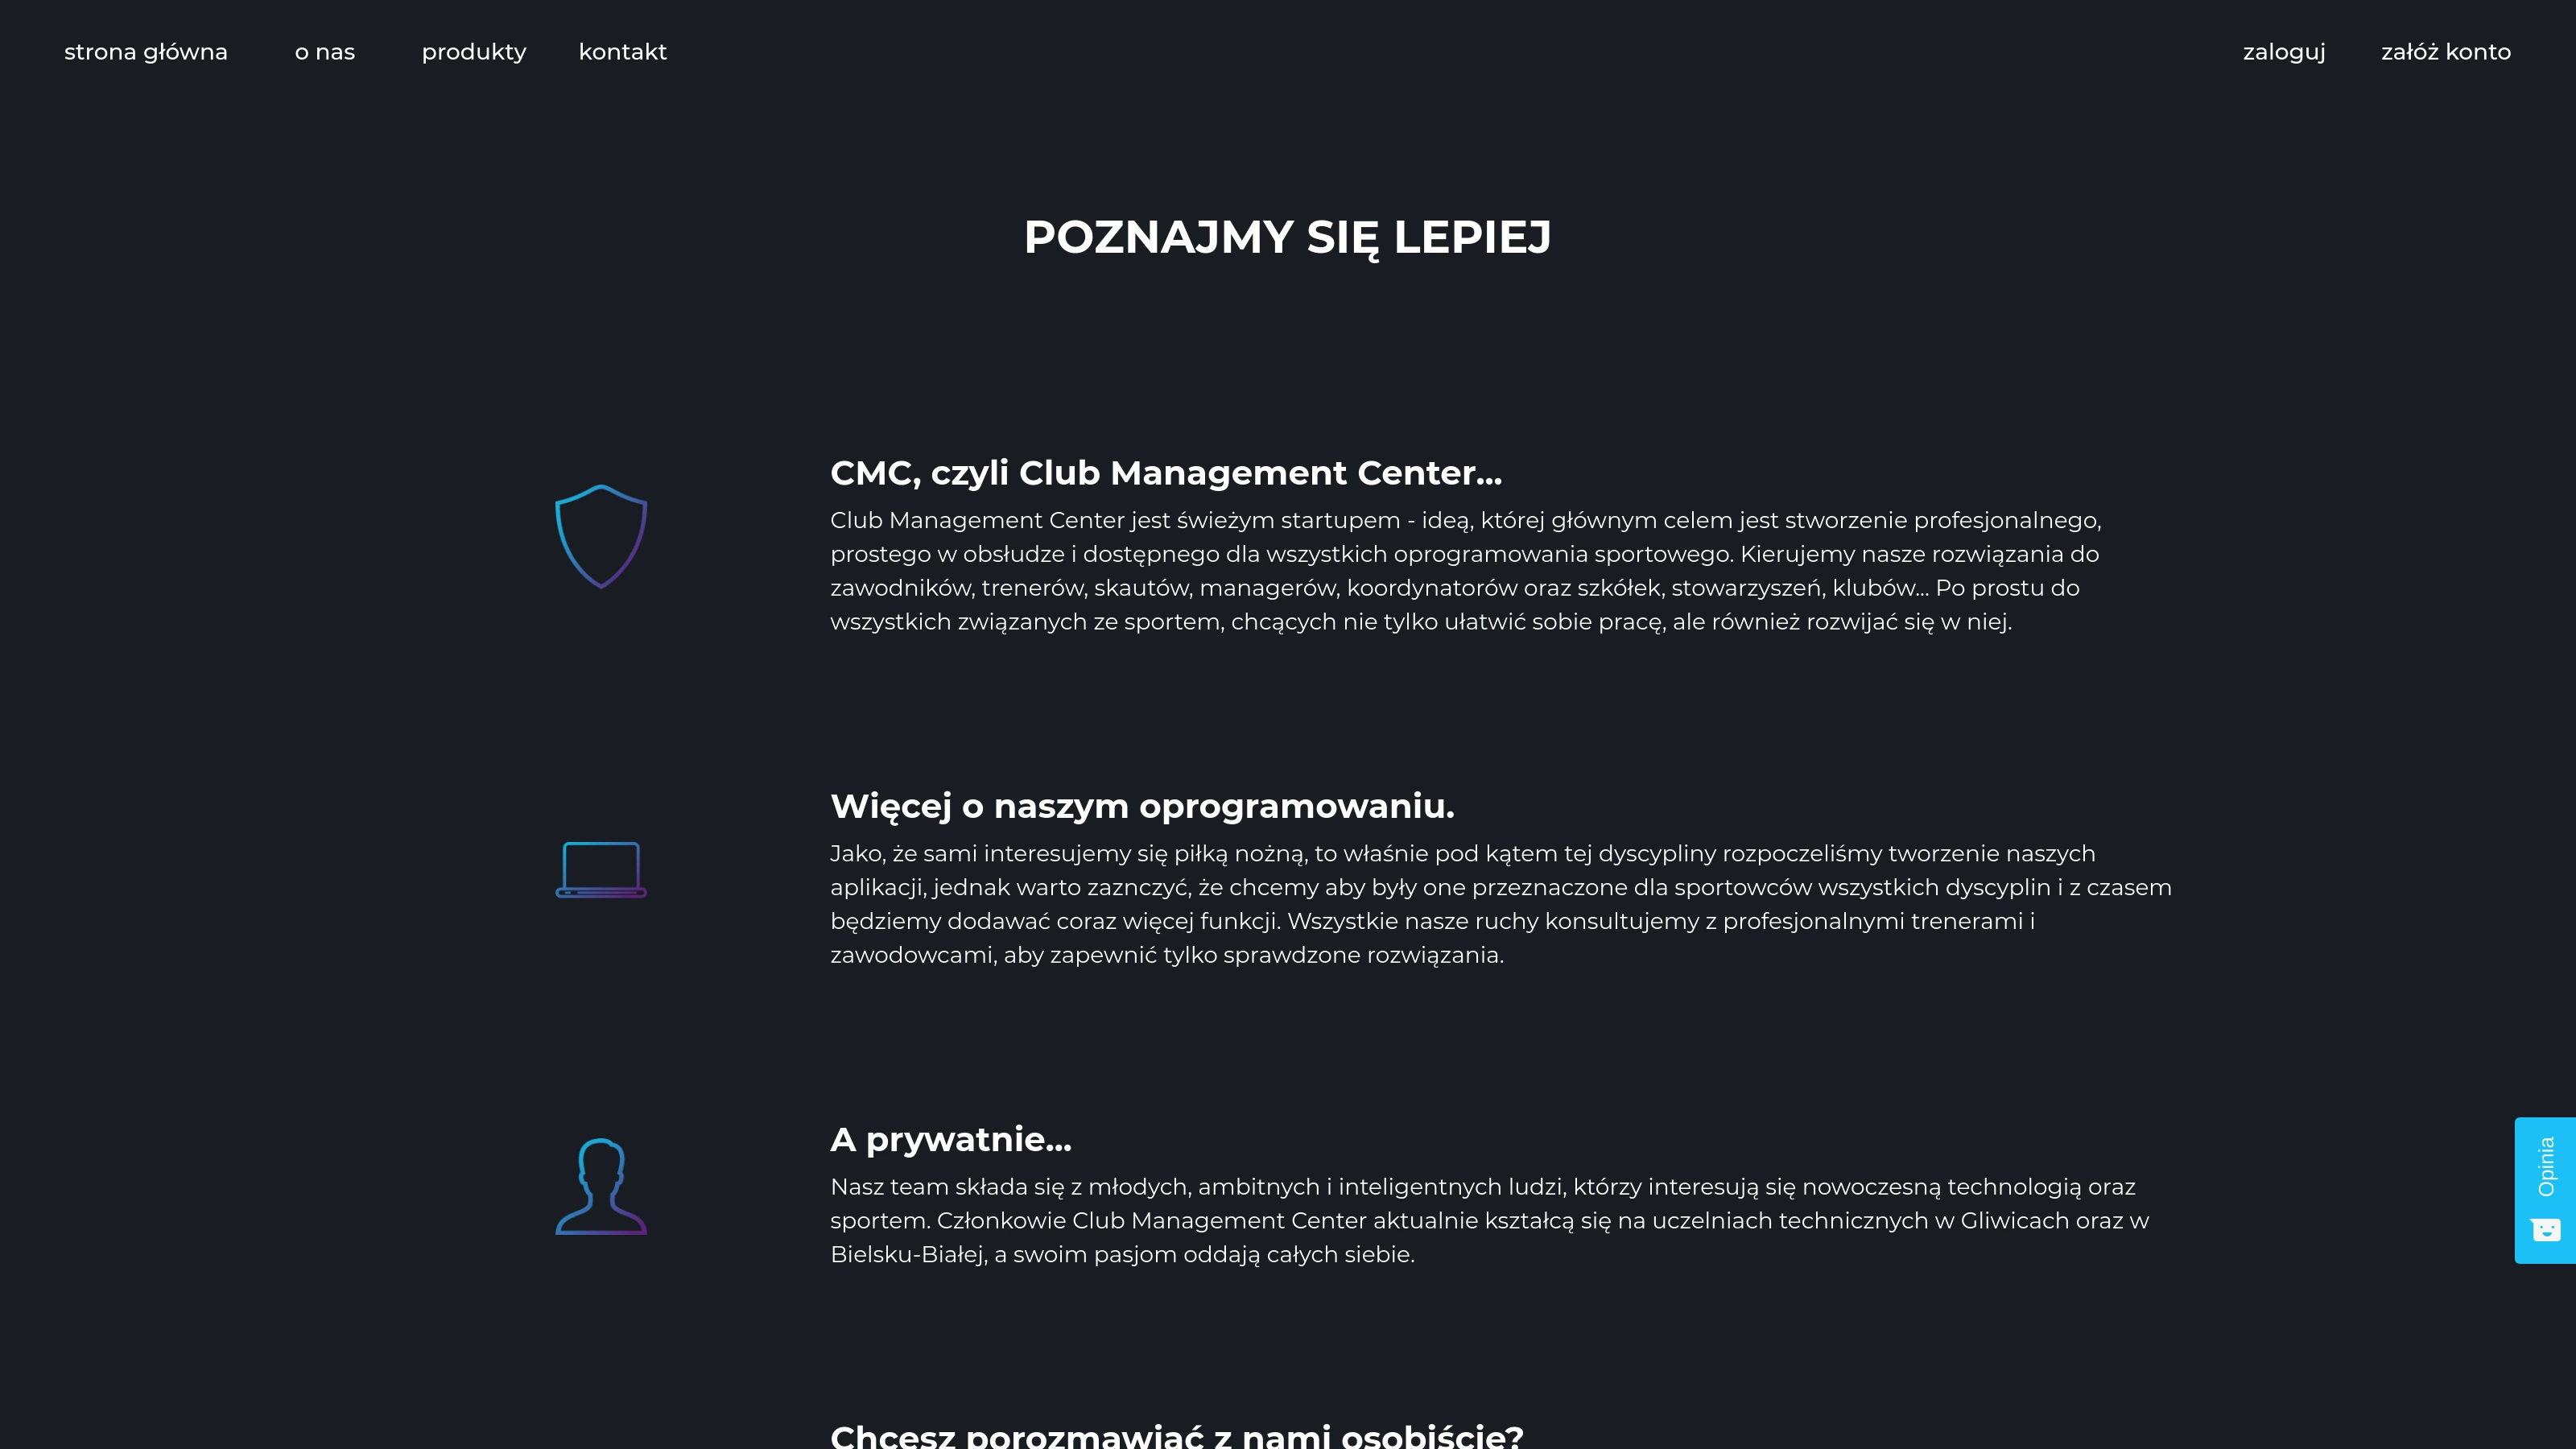 strona główna o nas produkty kontakt zaloguj załóż konto
POZNAJMY SIĘ LEPIEJ
CMC, czyli Club Management Center...
Club Management Center jest świeżym startupem - ideą, której głównym celem jest stworzenie profesjonalnego,
prostego w obsłudze i dostępnego dla wszystkich oprogramowania sportowego. Kierujemy nasze rozwiązania do
zawodników, trenerów, skautów, managerów, koordynatorów oraz szkółek, stowarzyszeń, klubów... Po prostu do
wszystkich związanych ze sportem, chcących nie tylko ułatwić sobie pracę, ale również rozwijać się w niej.
Więcej o naszym oprogramowaniu.
Jako, że sami interesujemy się piłką nożną, to właśnie pod kątem tej dyscypliny rozpoczeliśmy tworzenie naszych
aplikacji, jednak warto zaznczyć, że chcemy aby były one przeznaczone dla sportowców wszystkich dyscyplin i z czasem
będziemy dodawać coraz więcej funkcji. Wszystkie nasze ruchy konsultujemy z profesjonalnymi trenerami i
zawodowcami, aby zapewnić tylko sprawdzone rozwiązania.
A prywatnie...
Nasz team składa się z młodych, ambitnych i inteligentnych ludzi, którzy interesują się nowoczesną technologią oraz
sportem. Członkowie Club Management Center aktualnie kształcą się na uczelniach technicznych w Gliwicach oraz w
Bielsku-Białej, a swoim pasjom oddają całych siebie.
Opinia
Chcesz porozmawiać z nami osobiście?